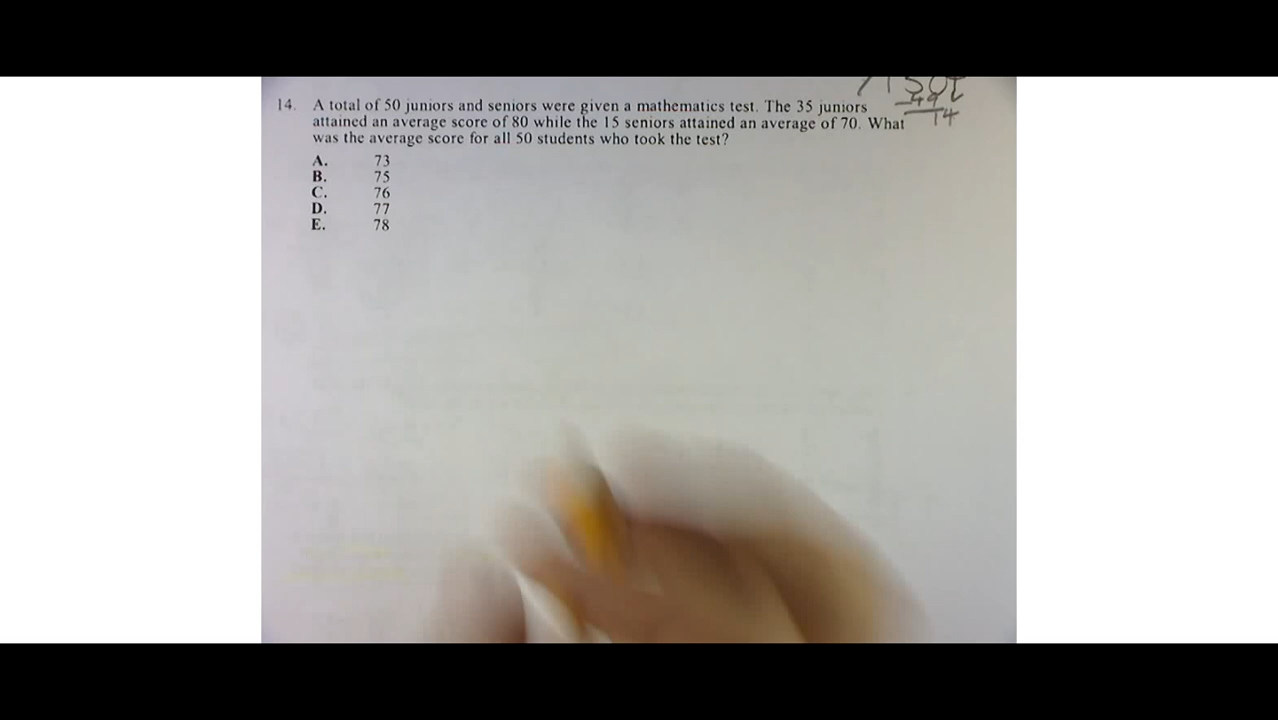 14. A total of 50 juniors and seniors were given a mathematics test. The 35 juniors
attained an average score of 80 while the 15 seniors attained an average of 70. What
was the average score for all 50 students who took the test?
A. 73
B. 75
C. 76
D. 77
E. 78
-49
14